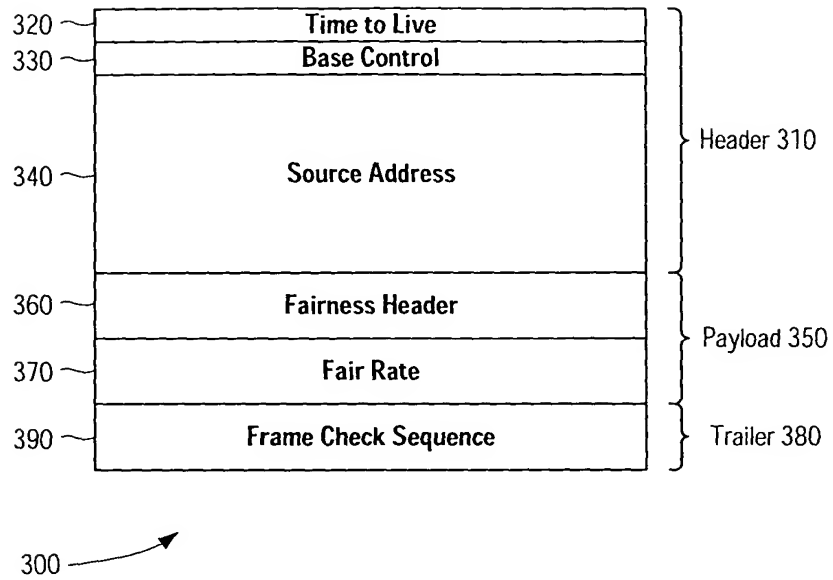 320 Time to Live
330 Base Control
Header 310
340 Source Address
360 Fairness Header
Payload 350
370 Fair Rate
390 Frame Check Sequence Trailer 380
300